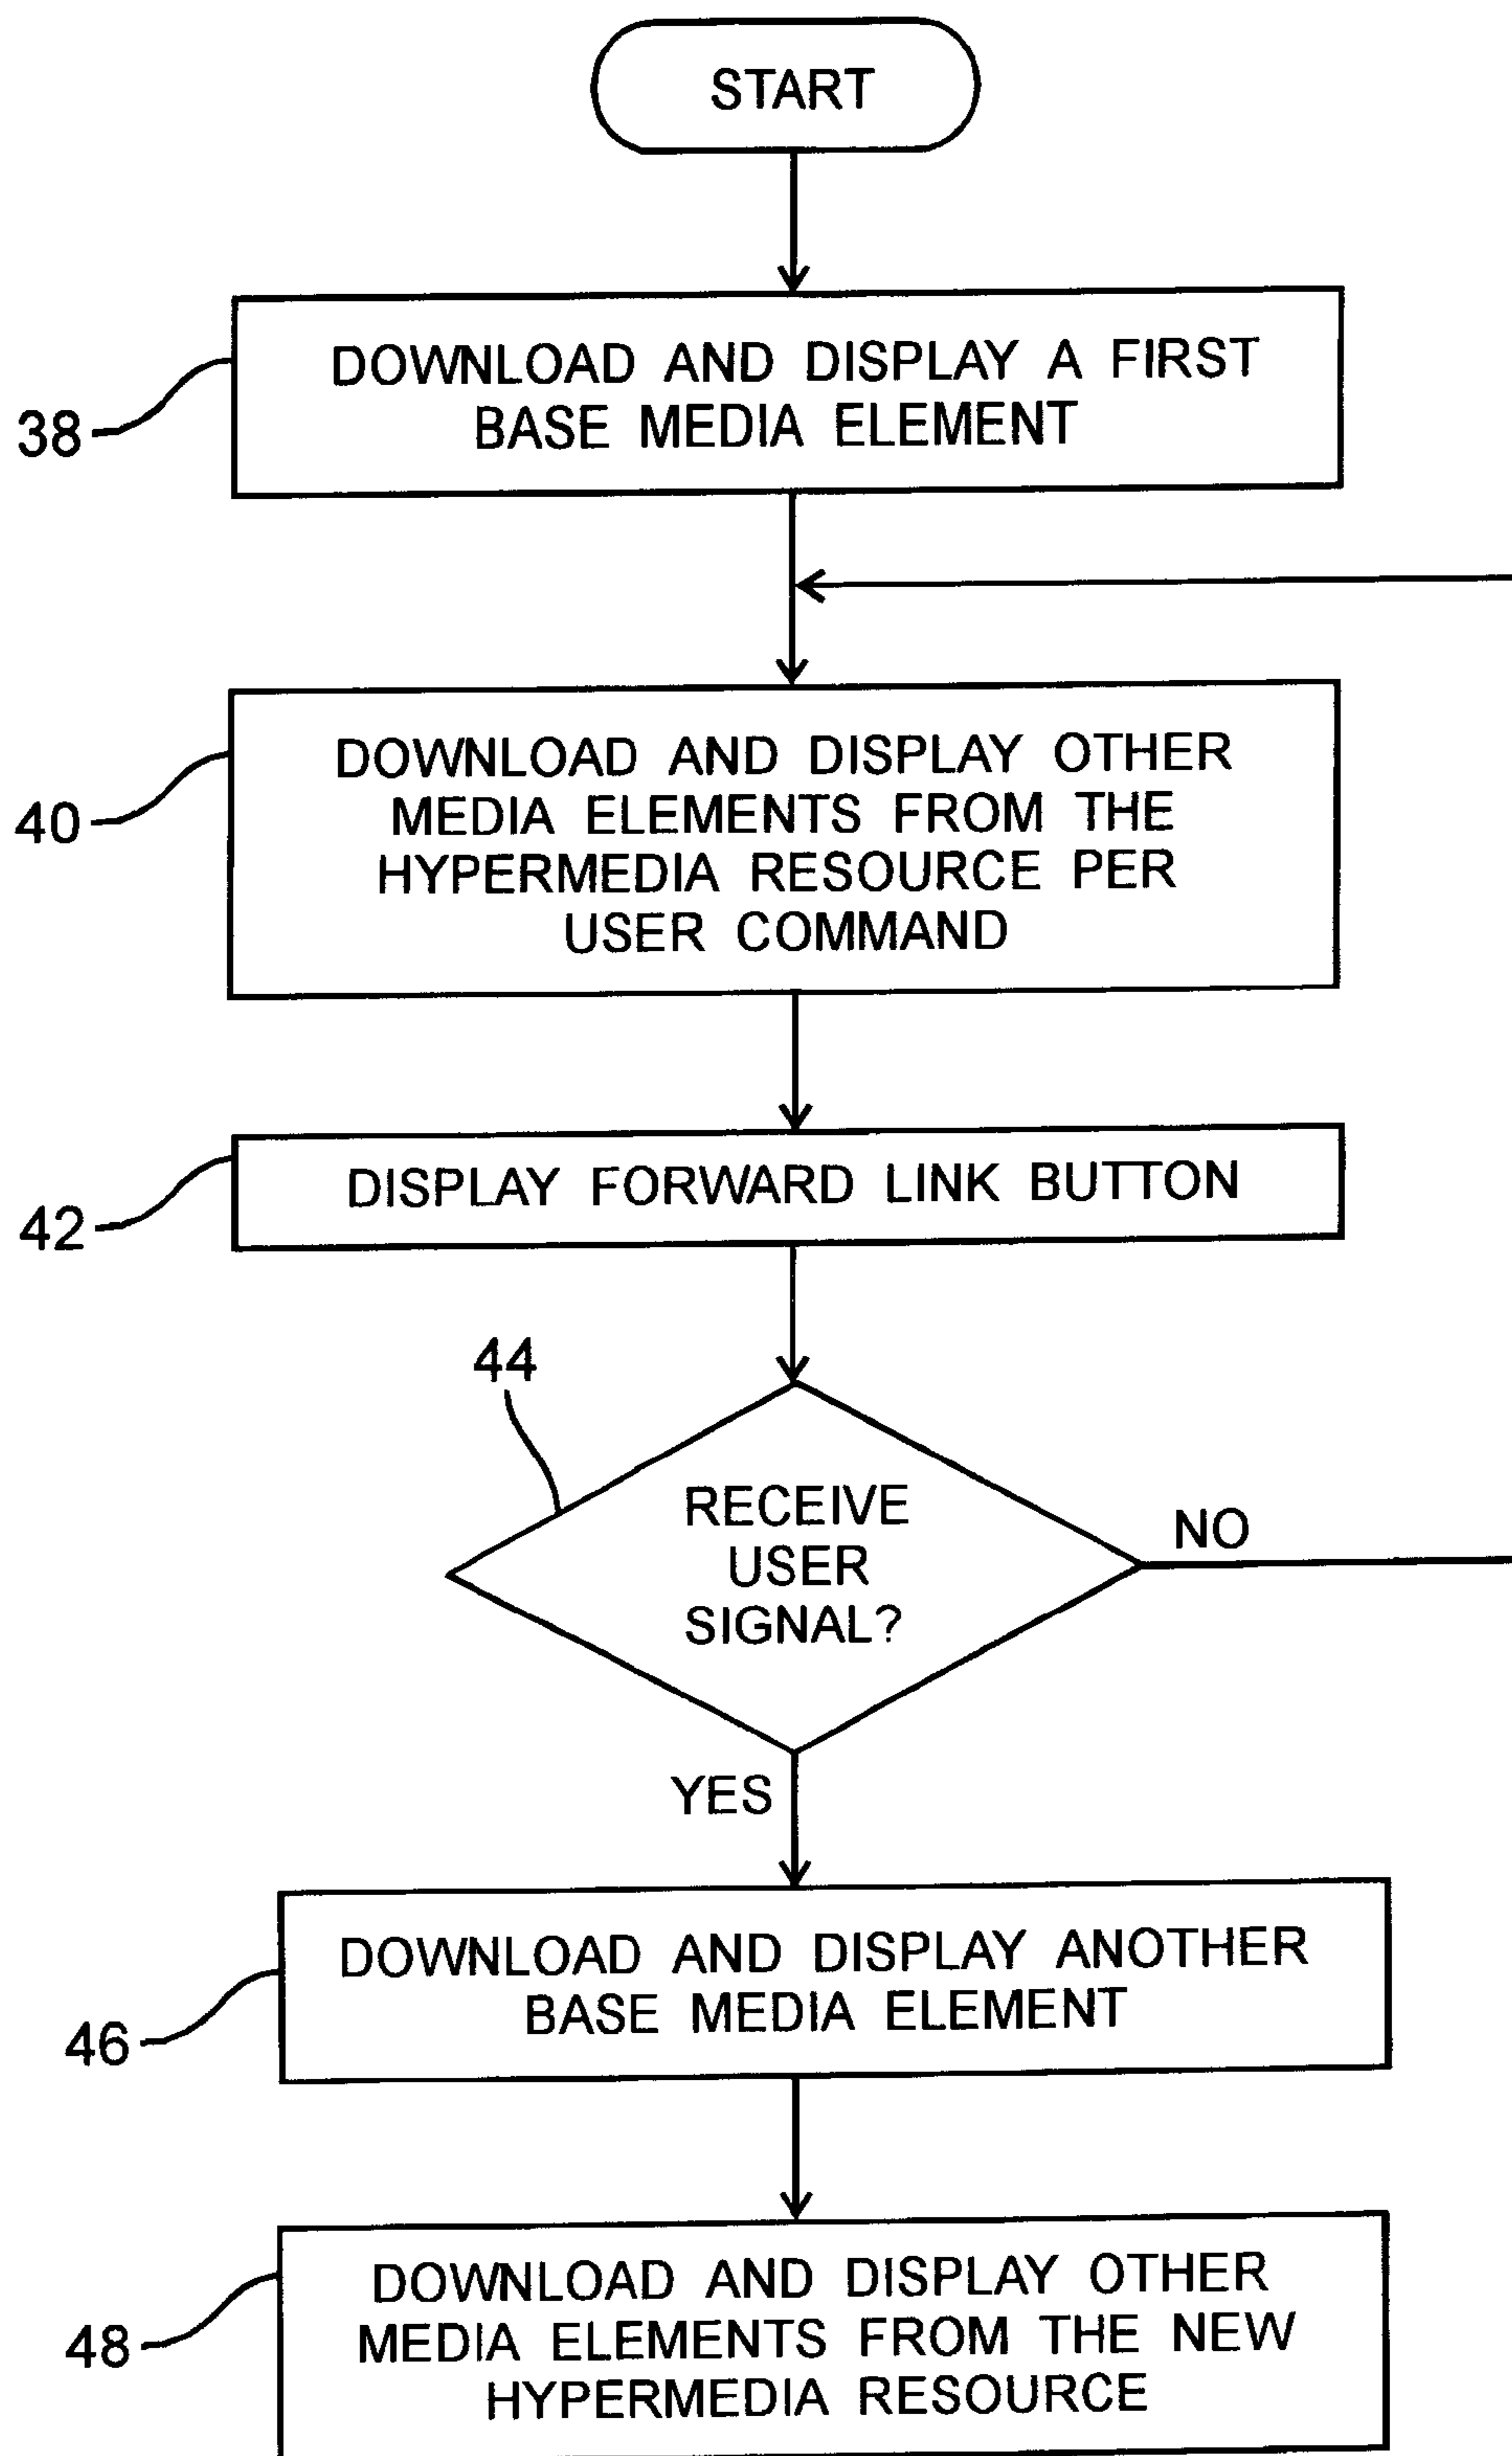 START
38
DOWNLOAD AND DISPLAY A FIRST
BASE MEDIA ELEMENT
40
DOWNLOAD AND DISPLAY OTHER
MEDIA ELEMENTS FROM THE
HYPERMEDIA RESOURCE PER
USER COMMAND
42
DISPLAY FORWARD LINK BUTTON
44
RECEIVE
USER
SIGNAL?
NO
YES
46
DOWNLOAD AND DISPLAY ANOTHER
BASE MEDIA ELEMENT
48
DOWNLOAD AND DISPLAY OTHER
MEDIA ELEMENTS FROM THE NEW
HYPERMEDIA RESOURCE